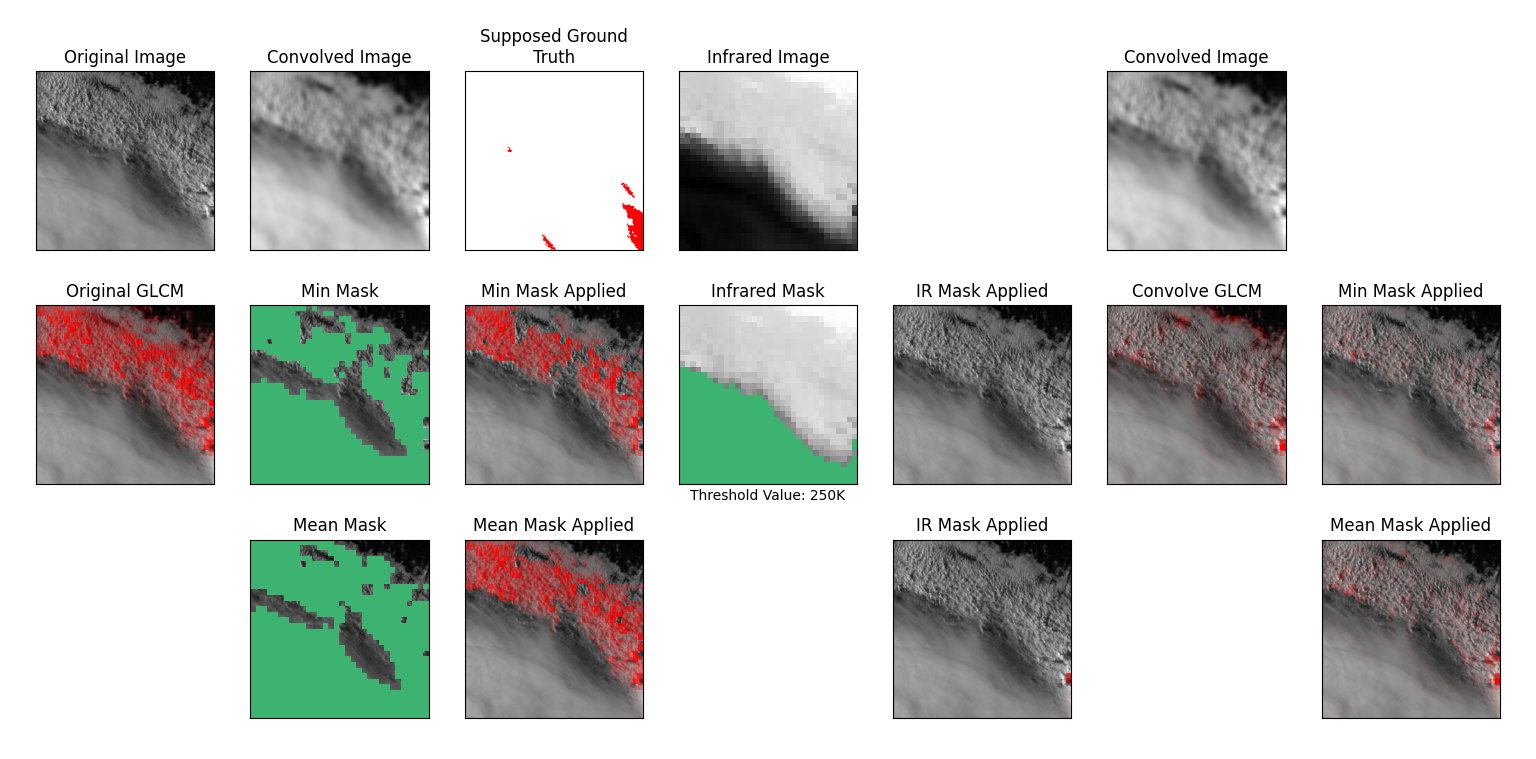 Original Image
Convolved Image
Supposed Ground
Truth
Infrared Image
Convolved Image
Original GLCM
Min Mask
Min Mask Applied
Infrared Mask
IR Mask Applied
Convolve GLCM
Min Mask Applied
Threshold Value: 250K
Mean Mask
Mean Mask Applied
IR Mask Applied
Mean Mask Applied